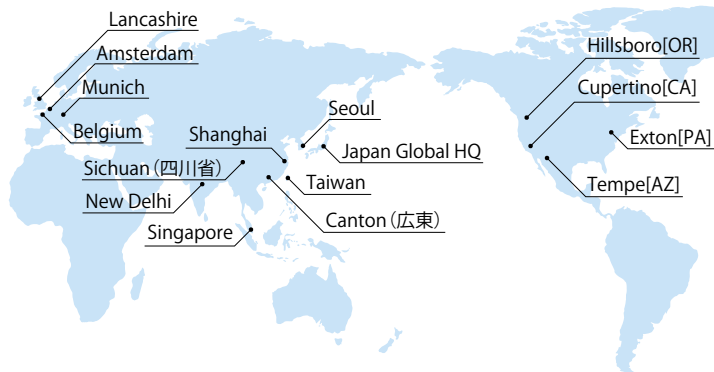 Lancashire
Amsterdam
Munich
Belgium
Seoul
Shanghai
Japan Global HQ
Sichuan(四川省)
Taiwan
New Delhi
Canton(広東)
Singapore
Hillsboro[OR]
Cupertino[CA]
Exton[PA]
Tempe[AZ]